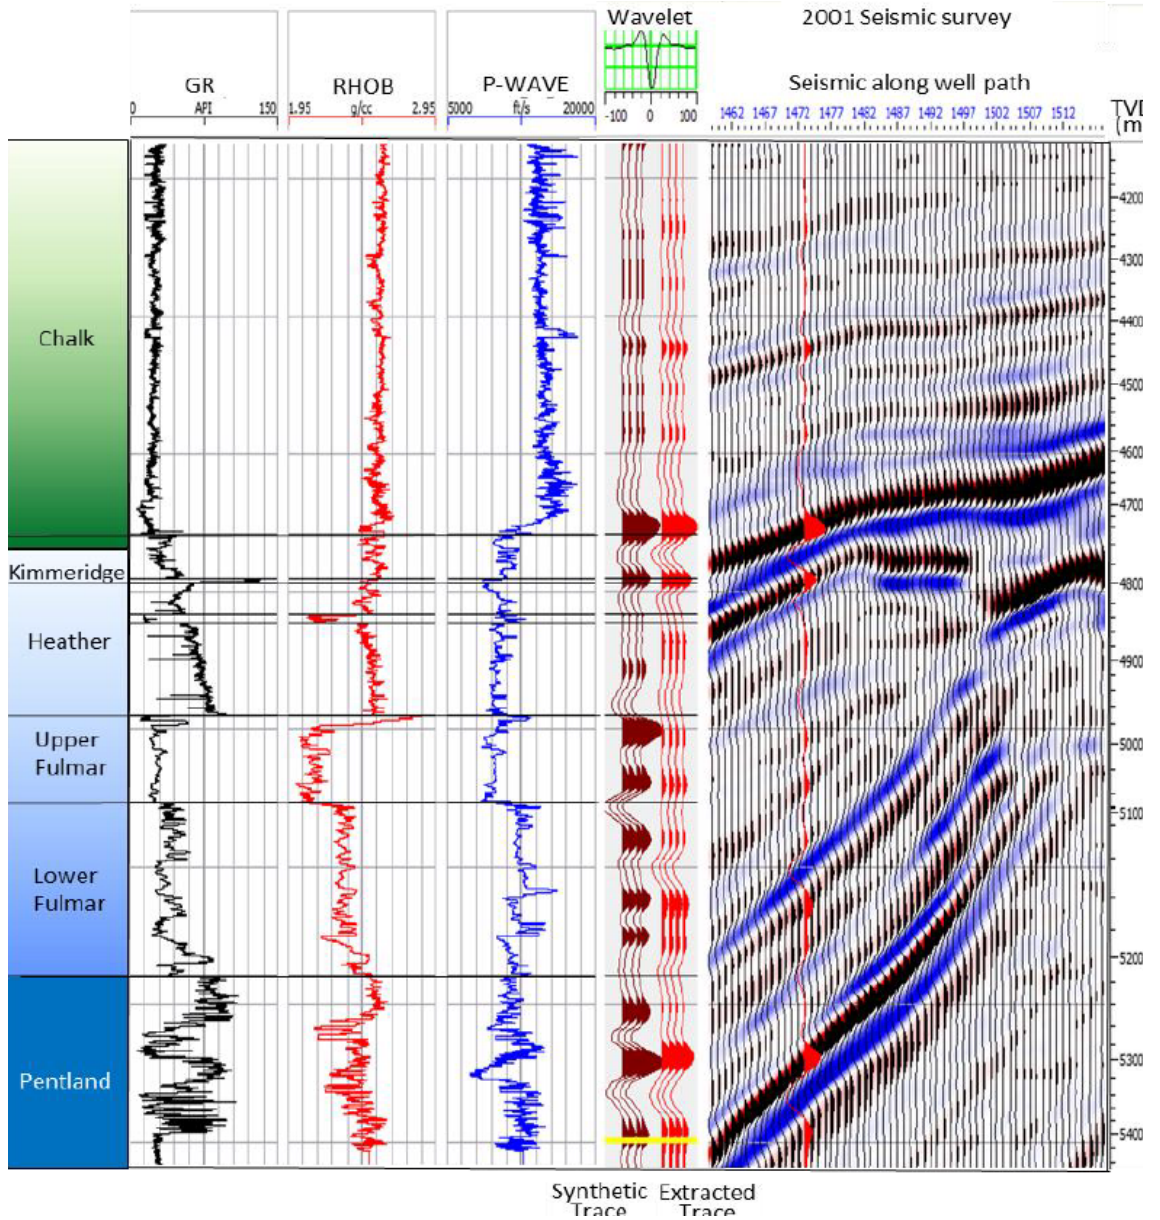 Wavelet
2001 Seismic survey
GR
RHOB
P-WAVE
Seismic along well path
0 API 150
1.95 g/cc 2.95
5000 ft/s 20000
-100 0 100
1462 1467 1472 1477 1482 1487 1492 1497 1502 1507 1512
TVD
(m
4200
4300
Chalk
4400
4500
4600
4700
Kimmeridge
4800
Heather
4900
Upper
Fulmar
5000
5100
Lower
Fulmar
5200
Pentland
5300
5400
Synthetic
Trace
Extracted
Trace